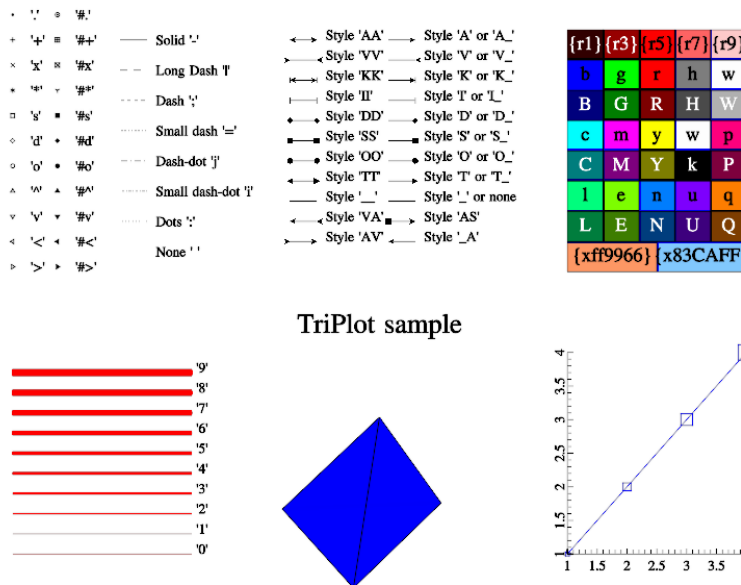 '.' '#.'
'+' '#+'
'x' '#x'
'*' '#*'
's' '#s'
'd' '#d'
'o' '#o'
'^' '#^'
'v' '#v'
'<' '#<'
'>' '#>'
Solid '-'
Long Dash '|'
Dash ';'
Small dash '='
Dash-dot 'j'
Small dash-dot 'i'
Dots ':'
None ' '
Style 'AA' Style 'A' or 'A_'
Style 'VV' Style 'V' or 'V_'
Style 'KK' Style 'K' or 'K_'
Style 'II' Style 'I' or 'I_'
Style 'DD' Style 'D' or 'D_'
Style 'SS' Style 'S' or 'S_'
Style 'OO' Style 'O' or 'O_'
Style 'TT' Style 'T' or 'T_'
Style '__' Style '_' or none
Style 'VA' Style 'AS'
Style 'AV' Style '_A'
{r1} {r3} {r5} {r7} {r9}
b g r h w
B G R H W
c m y w p
C M Y k P
l e n u q
L E N U Q
{xff9966} {x83CAFF
TriPlot sample
'9'
'8'
'7'
'6'
'5'
'4'
'3'
'2'
'1'
'0'
4
3.5
3
2.5
2
1.5
1
1 1.5 2 2.5 3 3.5 4